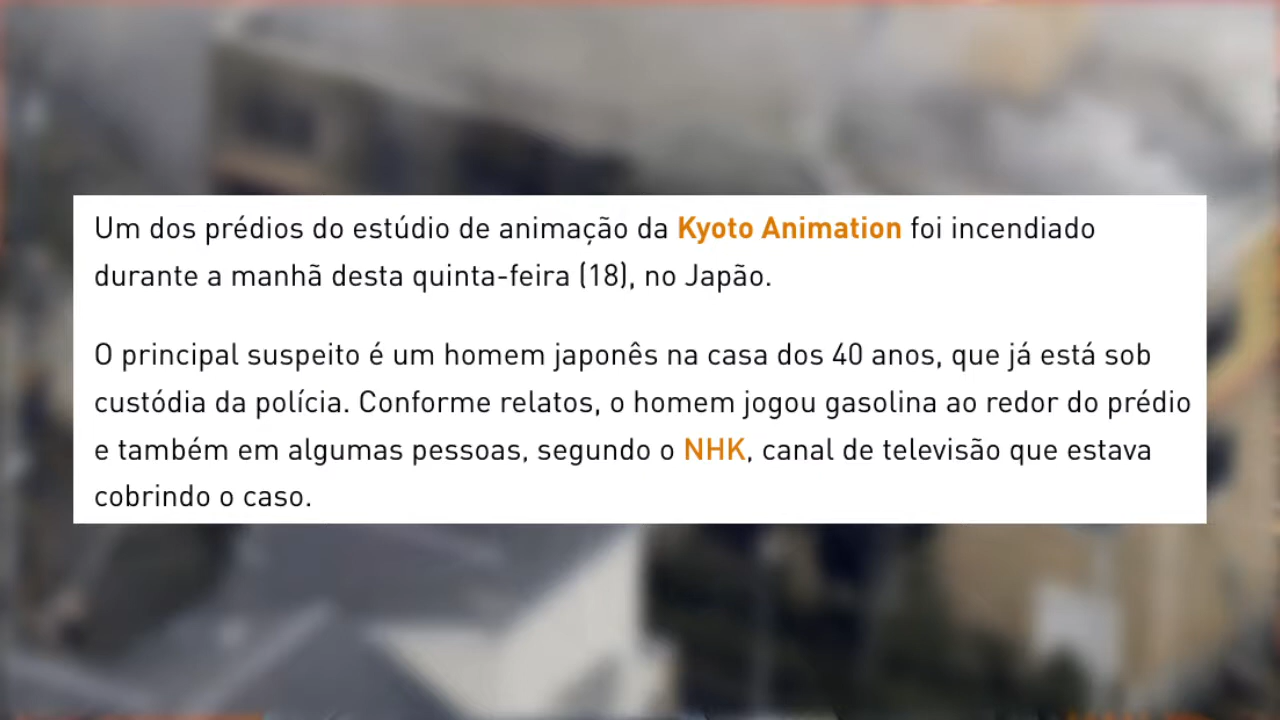 Um dos prédios do estúdio de animação da Kyoto Animation foi incendiado
durante a manhã desta quinta-feira (18), no Japão.
O principal suspeito é um homem japonês na casa dos 40 anos, que já está sob
custódia da polícia. Conforme relatos, o homem jogou gasolina ao redor do prédio
e também em algumas pessoas, segundo o NHK, canal de televisão que estava
cobrindo o caso.